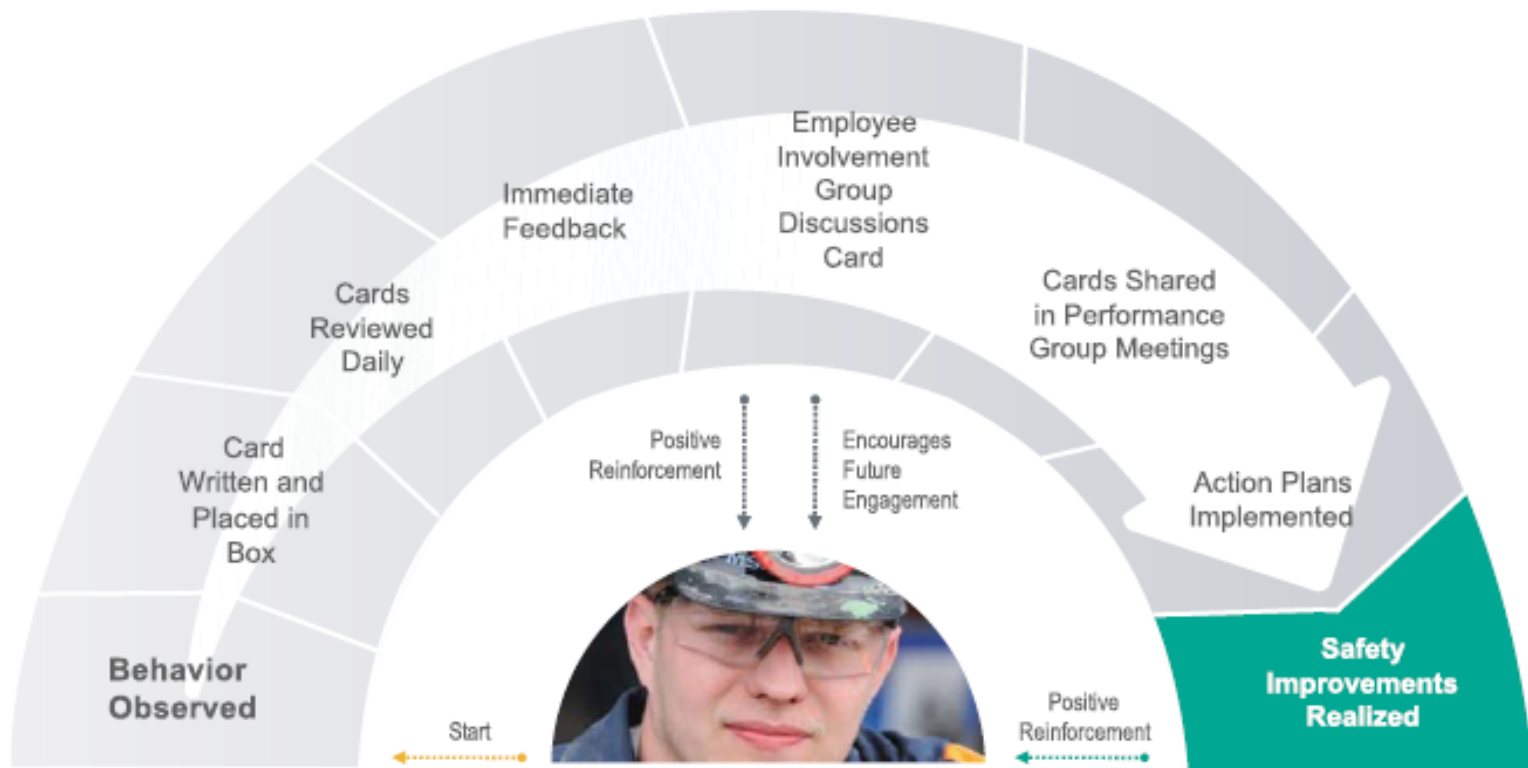 Employee
Involvement
Group
Discussions
Card
Immediate
Feedback
Cards
Reviewed
Daily
Cards Shared
in Performance
Group Meetings
Card
Written and
Placed in
Box
Positive
Reinforcement
Encourages
Future
Engagement
Action Plans
Implemented
Behavior
Observed
Start
Positive
Reinforcement
Safety
Improvements
Realized